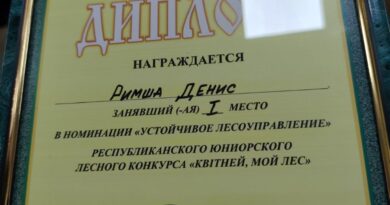 ДИПЛО
НАГРАЖДАЕТСЯ
Римша Денис
ЗАНЯВШИЙ (-АЯ) I МЕСТО
В НОМИНАЦИИ «УСТОЙЧИВОЕ ЛЕСОУПРАВЛЕНИЕ»
РЕСПУБЛИКАНСКОГО ЮНИОРСКОГО
ЛЕСНОГО КОНКУРСА «КВІТНЕЙ, МОЙ ЛЕС»